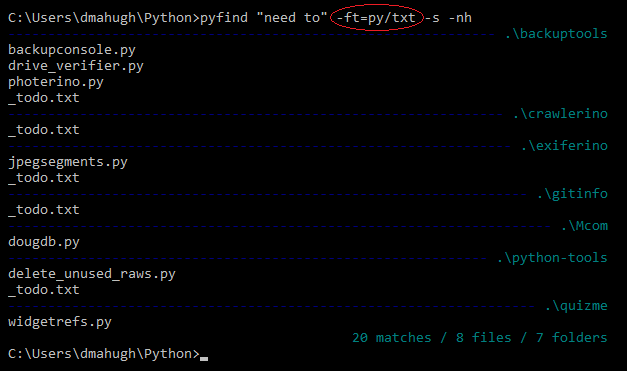 C:\Users\dmahugh\Python>pyfind "need to" -ft=py/txt -s -nh
------------------------------------------------------------- .\backuptools
backupconsole.py
drive_verifier.py
photerino.py
_todo.txt
-------------------------------------------------------------- .\crawlerino
_todo.txt
--------------------------------------------------------------- .\exiferino
jpegsegments.py
_todo.txt
----------------------------------------------------------------- .\gitinfo
_todo.txt
-------------------------------------------------------------------- .\Mcom
dougdb.py
------------------------------------------------------------ .\python-tools
delete_unused_raws.py
_todo.txt
------------------------------------------------------------------ .\quizme
widgetrefs.py
20 matches / 8 files / 7 folders
C:\Users\dmahugh\Python>_